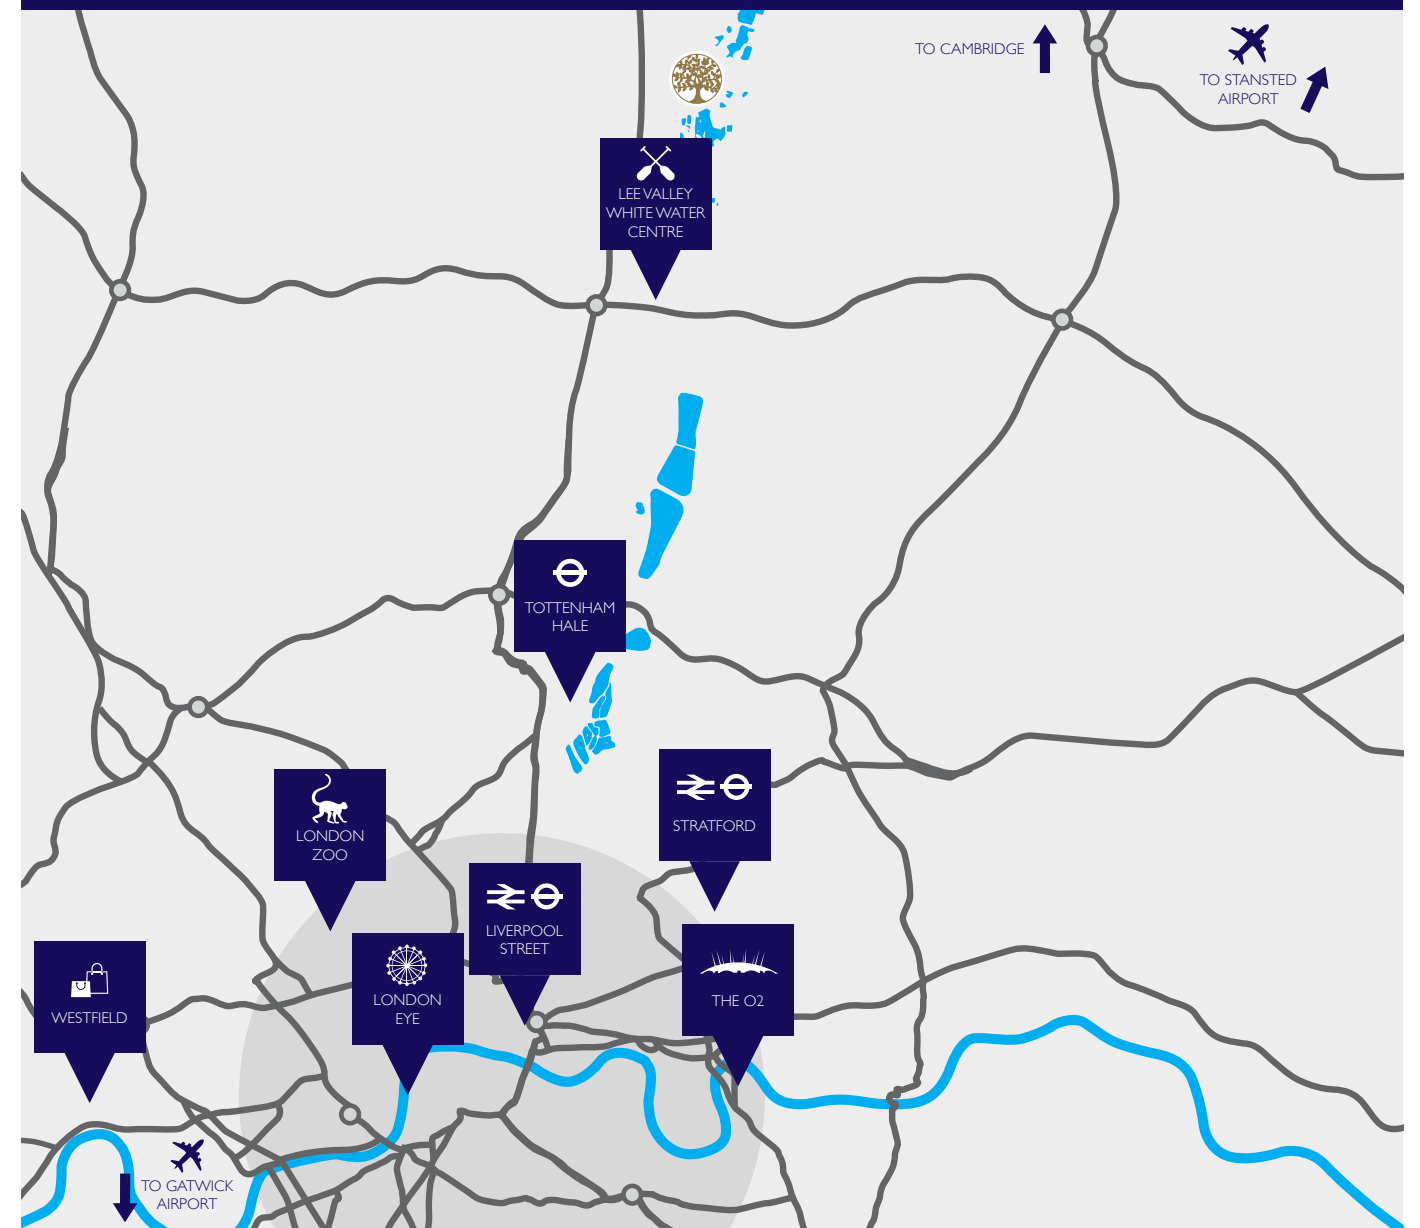 TO CAMBRIDGE
TO STANSTED
AIRPORT
LEE VALLEY
WHITE WATER
CENTRE
TOTTENHAM
HALE
STRATFORD
LONDON
ZOO
LIVERPOOL
STREET
LONDON
EYE
THE O2
WESTFIELD
TO GATWICK
AIRPORT